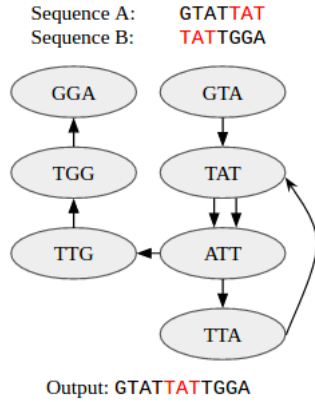 Sequence A: GTATTAT
Sequence B: TATTGGA
GGA GTA
TGG TAT
TTG ATT
TTA
Output: GTATTATTGGA